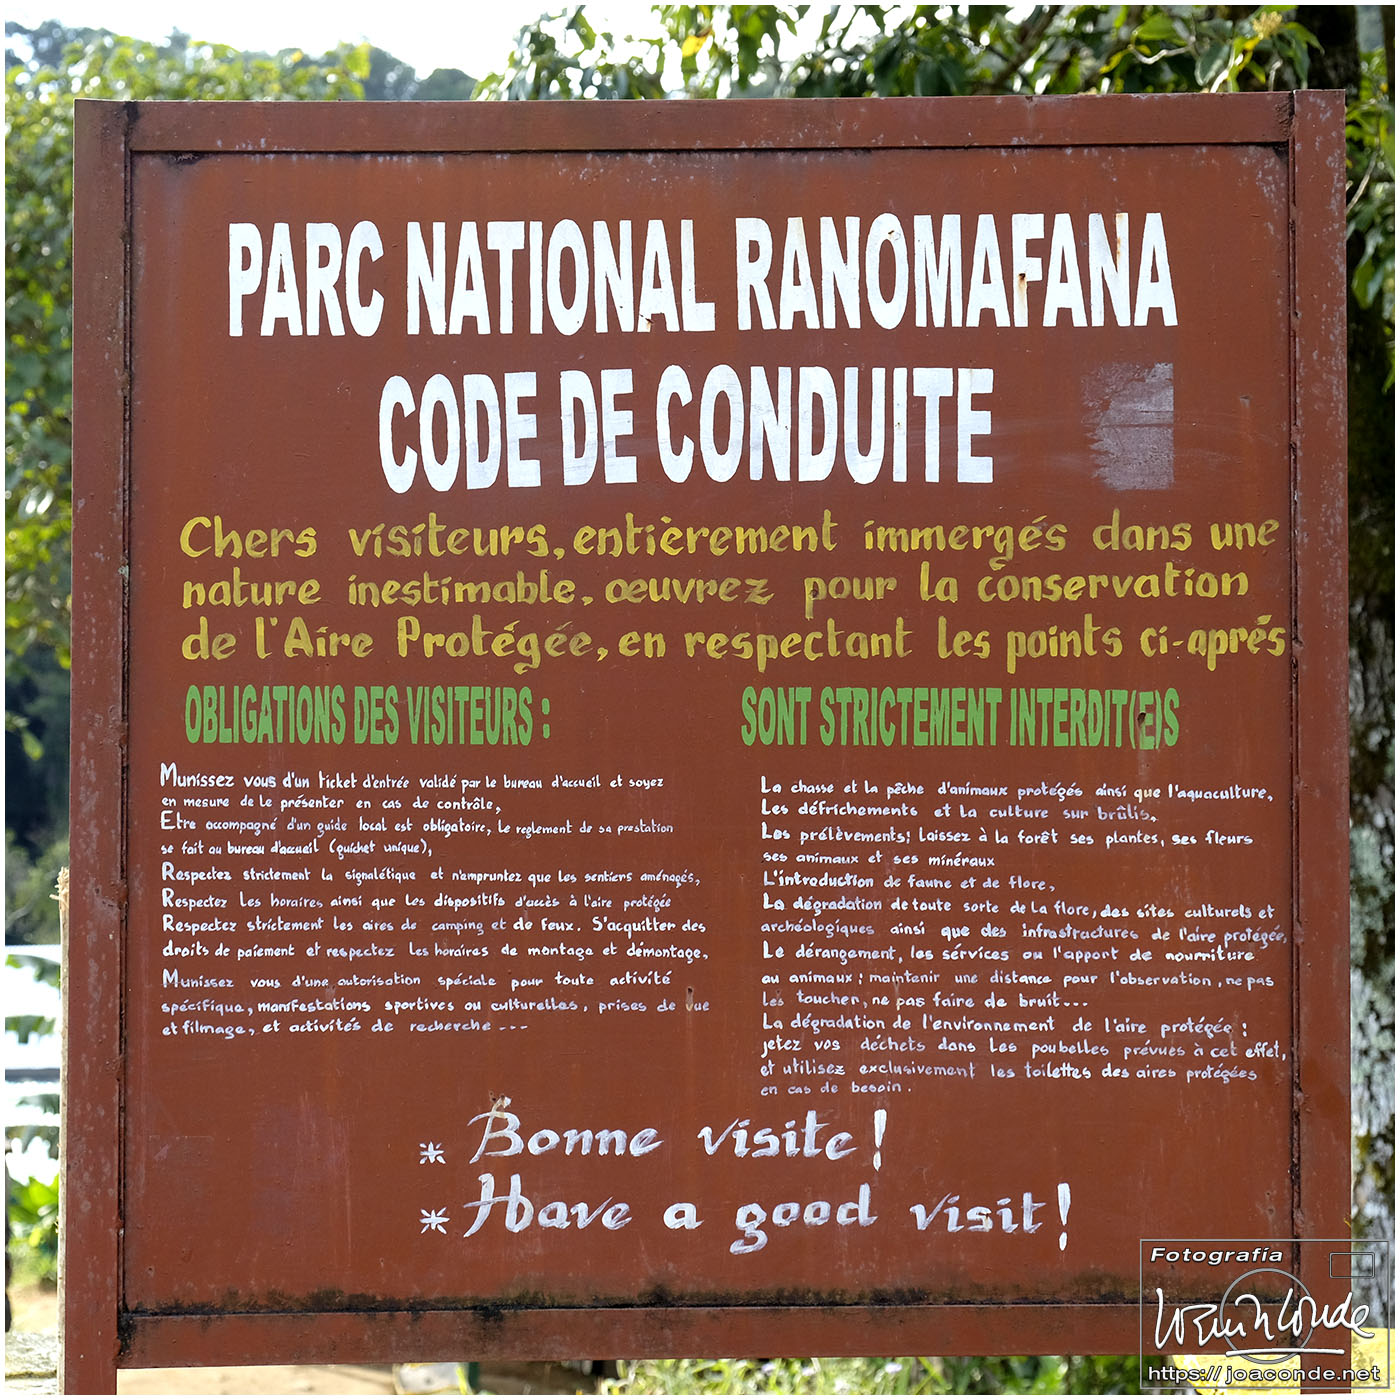 PARC NATIONAL RANOMAFANA
CODE DE CONDUITE
Chers visiteurs, entièrement immergés dans une
nature inestimable, œuvrez pour la conservation
de l'Aire Protégée, en respectant les points ci-aprés
OBLIGATIONS DES VISITEURS :
Munissez vous d'un ticket d'entrée validé par le bureau d'accueil et soyez
en mesure de le présenter en cas de contrôle,
Etre accompagné d'un guide local est obligatoire, Le reglement de sa prestation
se fait au bureau d'accueil (guichet unique),
Respectez strictement la signalétique et n'empruntez que les sentiers aménagés,
Respectez les horaires ainsi que les dispositifs d'accès à l'aire protégée
Respectez strictement les aires de camping et de feux. S'acquitter des
droits de paiement et respectez les horaires de montage et démontage,
Munissez vous d'une autorisation spéciale pour toute activité
spécifique, manifestations sportives ou culturelles, prises de vue
et filmage, et activités de recherche ...
SONT STRICTEMENT INTERDIT(E)S
La chasse et la pêche d'animaux protégés ainsi que l'aquaculture,
Les défrichements et la culture sur brûlis,
Les prélèvements; laissez à la forêt ses plantes, ses fleurs
ses animaux et ses minéraux
L'introduction de faune et de flore,
La dégradation de toute sorte de la flore, des sites culturels et
archéologiques ainsi que des infrastructures de l'aire protégée,
Le dérangement, les sérvices ou l'apport de nourriture
au animaux : maintenir une distance pour l'observation, ne pas
les toucher, ne pas faire de bruit...
La dégradation de l'environnement de l'aire protégée :
jetez vos déchets dans les poubelles prévues à cet effet,
et utilisez exclusivement les toilettes des aires protégées
en cas de besoin.
* Bonne visite!
* Have a good visit!
Fotografía
https://joaconde.net